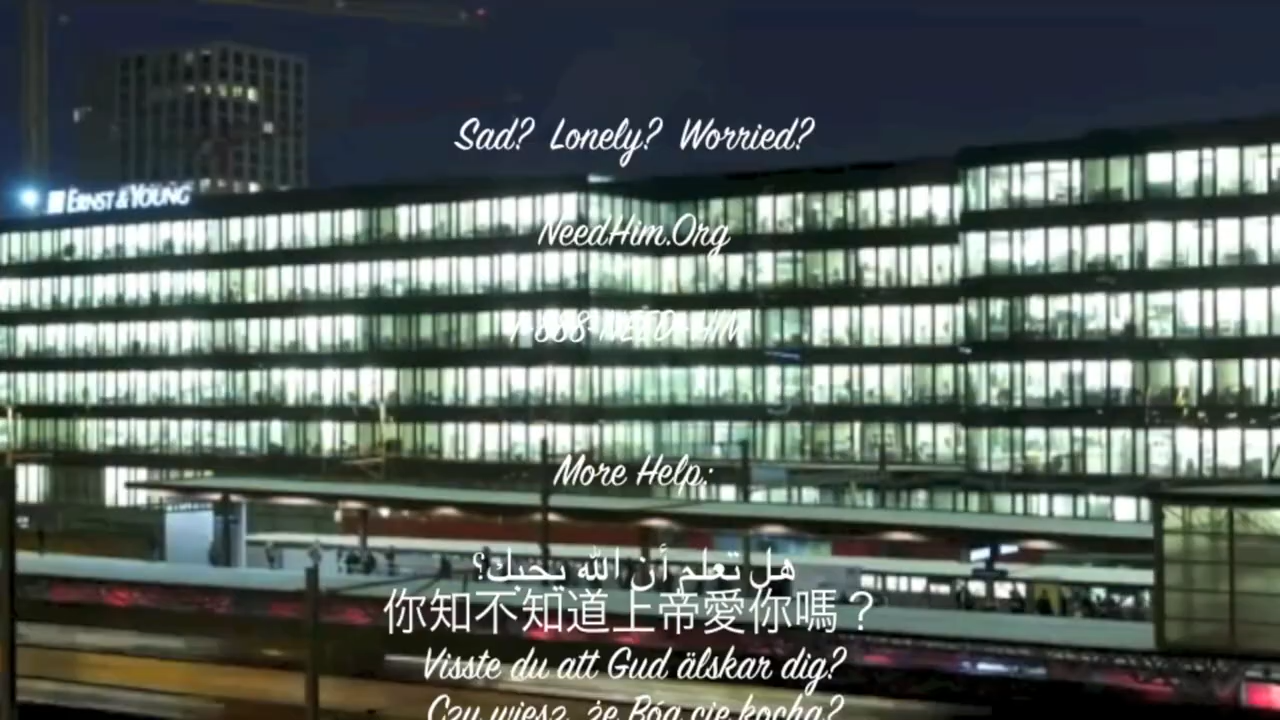 ERNST & YOUNG
Sad? Lonely? Worried?
NeedHim.Org
1-888-NEED-HIM
More Help:
هل تعلم أن الله يحبك؟
你知不知道上帝愛你嗎？
Visste du att Gud älskar dig?
Czy wiesz, że Bóg cię kocha?